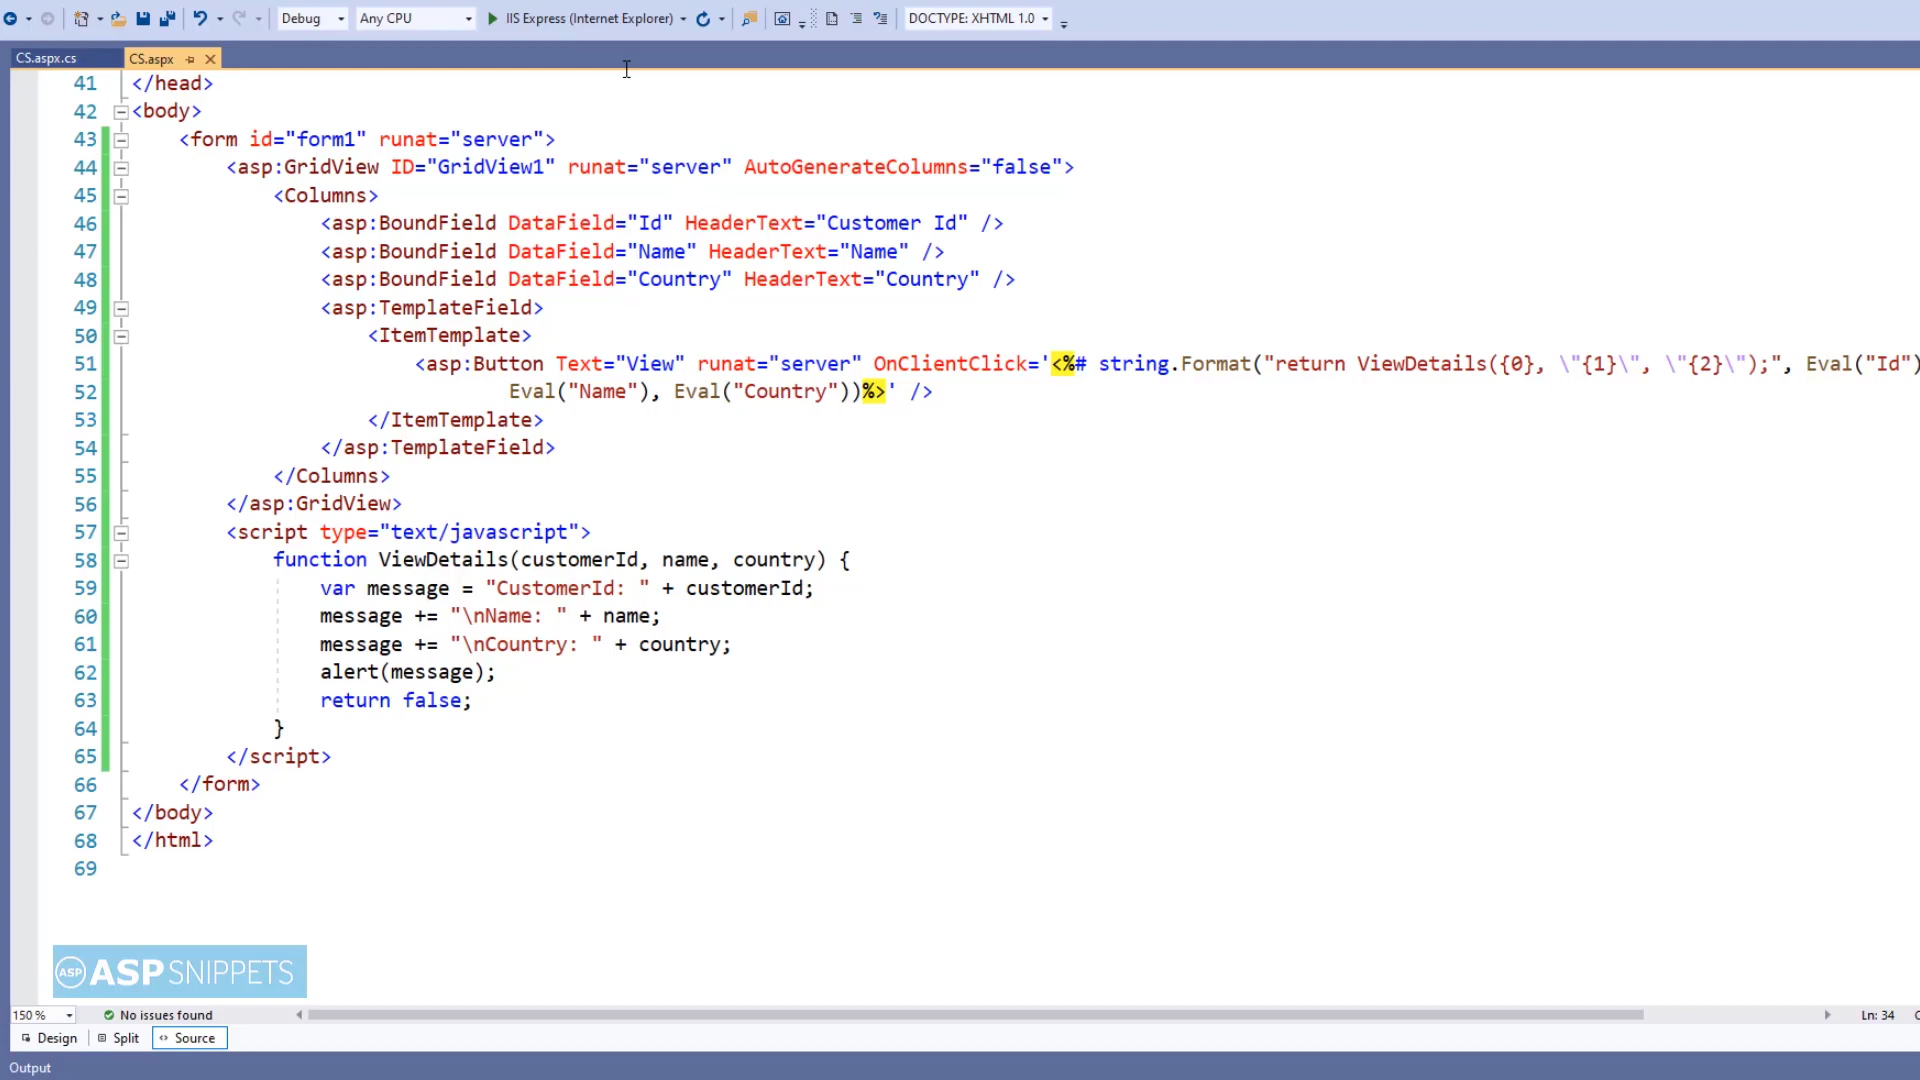 Debug Any CPU IIS Express (Internet Explorer) DOCTYPE: XHTML 1.0
CS.aspx.cs CS.aspx
41 </head>
42 <body>
43 <form id="form1" runat="server">
44 <asp:GridView ID="GridView1" runat="server" AutoGenerateColumns="false">
45 <Columns>
46 <asp:BoundField DataField="Id" HeaderText="Customer Id" />
47 <asp:BoundField DataField="Name" HeaderText="Name" />
48 <asp:BoundField DataField="Country" HeaderText="Country" />
49 <asp:TemplateField>
50 <ItemTemplate>
51 <asp:Button Text="View" runat="server" OnClientClick='<%# string.Format("return ViewDetails({0}, \"{1}\", \"{2}\");", Eval("Id")
52 Eval("Name"), Eval("Country"))%>' />
53 </ItemTemplate>
54 </asp:TemplateField>
55 </Columns>
56 </asp:GridView>
57 <script type="text/javascript">
58 function ViewDetails(customerId, name, country) {
59 var message = "CustomerId: " + customerId;
60 message += "\nName: " + name;
61 message += "\nCountry: " + country;
62 alert(message);
63 return false;
64 }
65 </script>
66 </form>
67 </body>
68 </html>
69
ASP ASPSNIPPETS
150 % No issues found Ln: 34
Design Split Source
Output